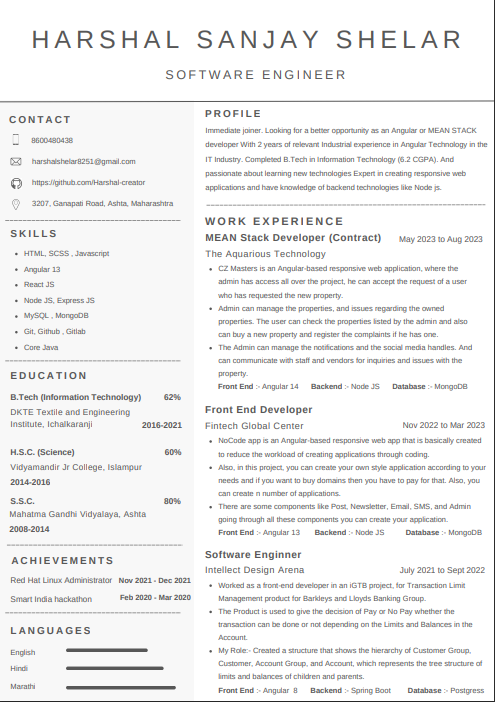 HARSHAL SANJAY SHELAR
SOFTWARE ENGINEER
CONTACT
8600480438
harshalshelar8251@gmail.com
https://github.com/Harshal-creator
3207, Ganapati Road, Ashta, Maharashtra
SKILLS
HTML, SCSS , Javascript
Angular 13
React JS
Node JS, Express JS
MySQL , MongoDB
Git, Github , Gitlab
Core Java
EDUCATION
B.Tech (Information Technology) 62%
DKTE Textile and Engineering
Institute, Ichalkaranji 2016-2021
H.S.C. (Science) 60%
Vidyamandir Jr College, Islampur
2014-2016
S.S.C. 80%
Mahatma Gandhi Vidyalaya, Ashta
2008-2014
ACHIEVEMENTS
Red Hat Linux Administrator Nov 2021 - Dec 2021
Smart India hackathon Feb 2020 - Mar 2020
LANGUAGES
English
Hindi
Marathi
PROFILE
Immediate joiner. Looking for a better opportunity as an Angular or MEAN STACK
developer With 2 years of relevant Industrial experience in Angular Technology in the
IT Industry. Completed B.Tech in Information Technology (6.2 CGPA). And
passionate about learning new technologies Expert in creating responsive web
applications and have knowledge of backend technologies like Node js.
WORK EXPERIENCE
MEAN Stack Developer (Contract) May 2023 to Aug 2023
The Aquarious Technology
CZ Masters is an Angular-based responsive web application, where the
admin has access all over the project, he can accept the request of a user
who has requested the new property.
Admin can manage the properties, and issues regarding the owned
properties. The user can check the properties listed by the admin and also
can buy a new property and register the complaints if he has one.
The Admin can manage the notifications and the social media handles. And
can communicate with staff and vendors for inquiries and issues with the
property.
Front End :- Angular 14 Backend :- Node JS Database :- MongoDB
Front End Developer
Fintech Global Center Nov 2022 to Mar 2023
NoCode app is an Angular-based responsive web app that is basically created
to reduce the workload of creating applications through coding.
Also, in this project, you can create your own style application according to your
needs and if you want to buy domains then you have to pay for that. Also, you
can create n number of applications.
There are some components like Post, Newsletter, Email, SMS, and Admin
going through all these components you can create your application.
Front End :- Angular 13 Backend :- Node JS Database :- MongoDB
Software Enginner
Intellect Design Arena July 2021 to Sept 2022
Worked as a front-end developer in an iGTB project, for Transaction Limit
Management product for Barkleys and Lloyds Banking Group.
The Product is used to give the decision of Pay or No Pay whether the
transaction can be done or not depending on the Limits and Balances in the
Account.
My Role:- Created a structure that shows the hierarchy of Customer Group,
Customer, Account Group, and Account, which represents the tree structure of
limits and balances of children and parents.
Front End :- Angular 8 Backend :- Spring Boot Database :- Postgress